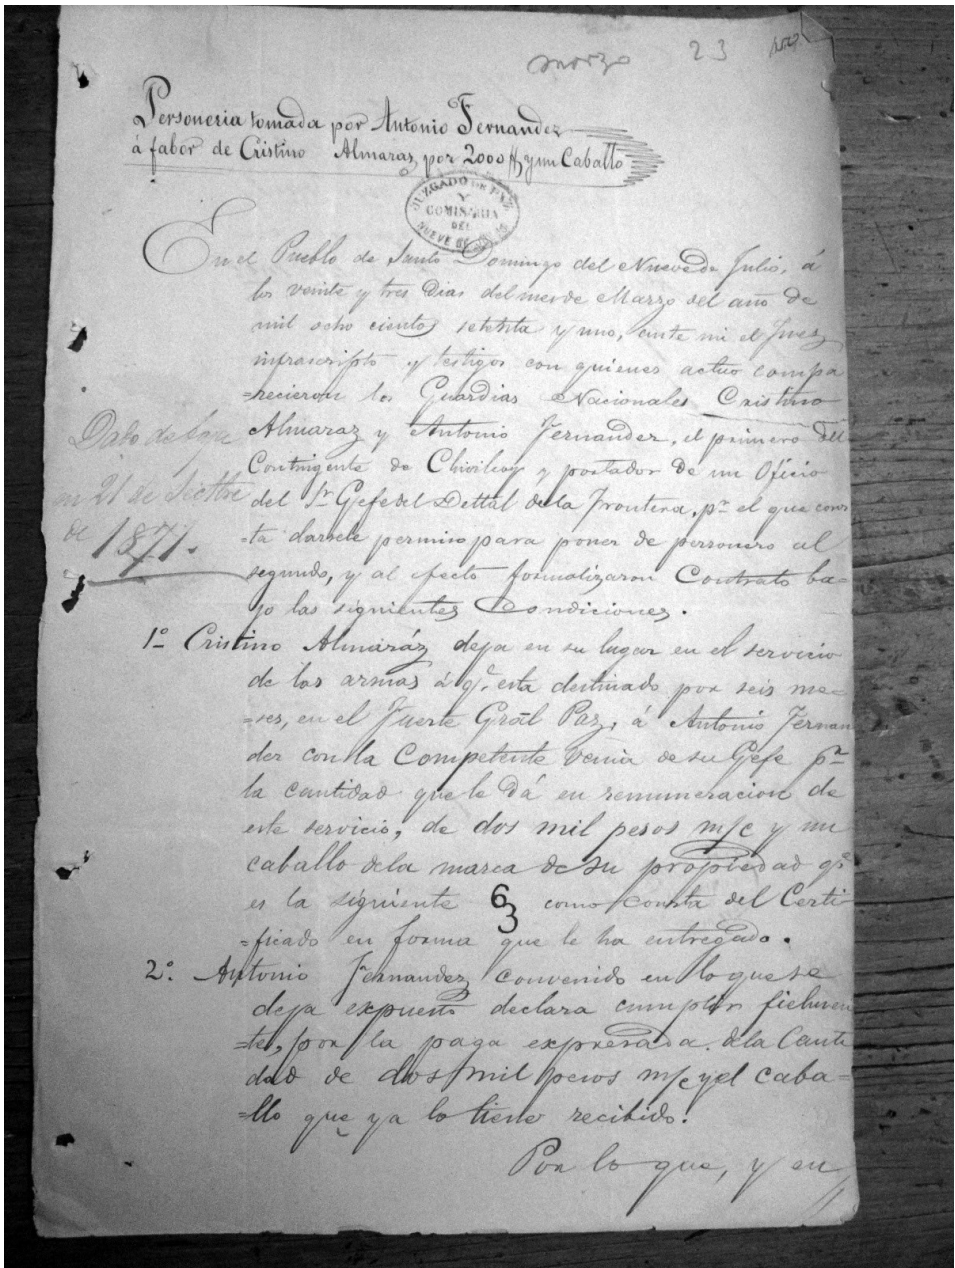 marzo 23
Personeria tomada por Antonio Fernandez
á fabor de Cristino Almaras, por 2000 $, y un Caballo
JUZGADO DE PAZ
Y
COMISARIA
DEL
NUEVE DE JULIO
En el Pueblo de Santo Domingo del Nueve de Julio, á
los veinte y tres dias del mes de Marzo del año de
mil ocho cientos setenta y uno, ante mi el Juez
infrascripto y testigos con quienes actuo compa
=recieron los Guardias Nacionales Cristino
Almaraz y Antonio Fernandez, el primero del
Contingente de Chivilcoy y portador de un Oficio
del Sr Gefe del Dettal de la Frontera, pr el que cons
=ta darsele permiso para poner de personero al
segundo, y al efecto formalizaron Contrato ba-
jo las siguientes Condiciones.
Dado de baja
en 21 de Setbre
de 1871.
1o Cristino Almaráz deja en su lugar en el servicio
de las armas á qe esta destinado por seis me-
=ses, en el Fuerte Gral Paz, á Antonio Fernan
dez con la Competente Venia de su Gefe pr
la cantidad que le dá en remuneracion de
este servicio, de dos mil pesos m/c y un
caballo de la marca de su propiedad qe
es la siguiente como consta del Certi
=ficado en forma que le ha entregado.
2o. Antonio Fernandez convenido en lo que se
deja expuesto declara cumplir fielmen
=te, por la paga expresada de la Canti
dad de dos mil pesos m/c y el caba-
=llo que ya lo tiene recibido.
Por lo que, y en